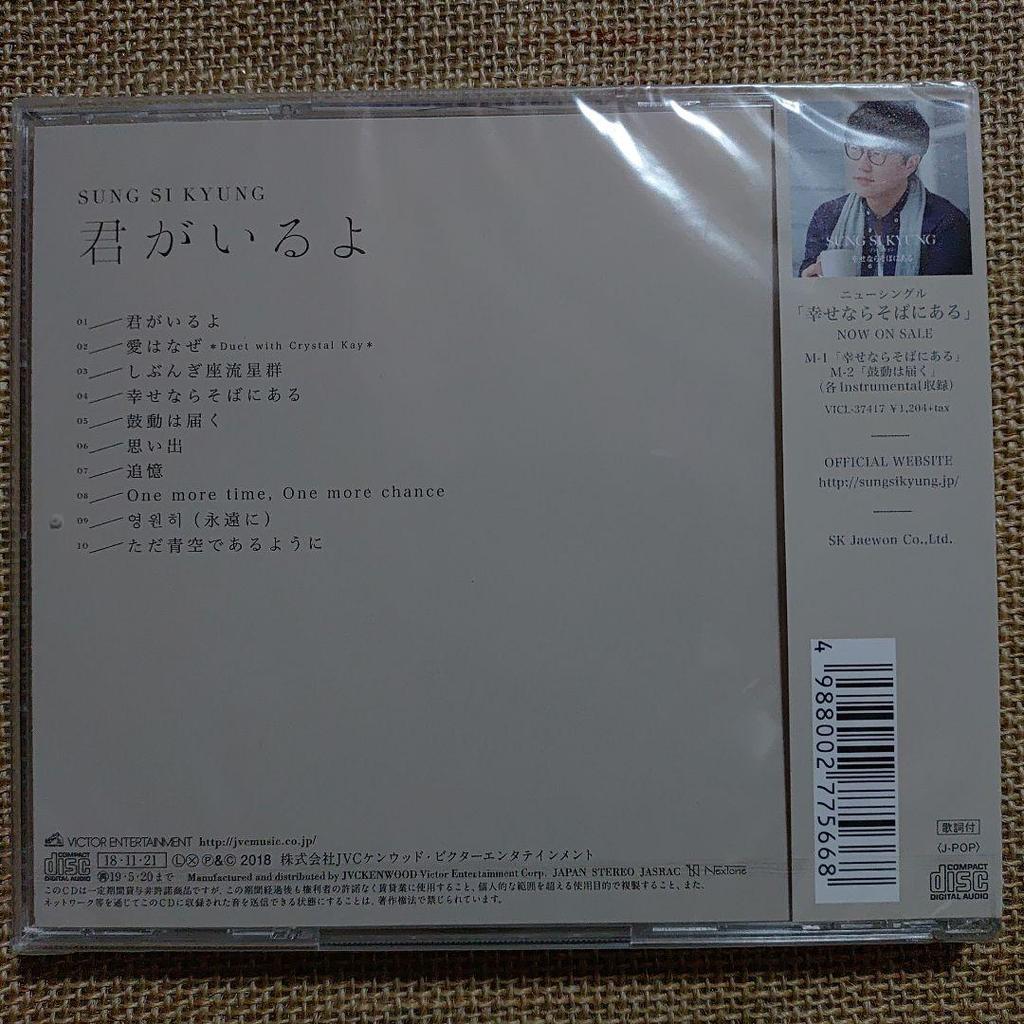 SUNG SI KYUNG
君がいるよ
01 君がいるよ
02 愛はなぜ *Duet with Crystal Kay*
03 しぶんぎ座流星群
04 幸せならそばにある
05 鼓動は届く
06 思い出
07 追憶
08 One more time, One more chance
09 영원히 (永遠に)
10 ただ青空であるように
VICTOR ENTERTAINMENT http://jvcmusic.co.jp/
COMPACT disc DIGITAL AUDIO
18·11·21 Ⓛ Ⓧ Ⓟ&© 2018 株式会社JVCケンウッド・ビクターエンタテインメント
19·5·20まで Manufactured and distributed by JVCKENWOOD Victor Entertainment Corp. JAPAN STEREO JASRAC NexTone
このCDは一定期間貸与非許諾商品ですが、この期間経過後も権利者の許諾なく賃貸業に使用すること、個人的な範囲を超える使用目的で複製すること、また、
ネットワーク等を通じてこのCDに収録された音を送信できる状態にすることは、著作権法で禁じられています。
SUNG SI KYUNG
幸せならそばにある
ニューシングル
「幸せならそばにある」
NOW ON SALE
M-1「幸せならそばにある」
M-2「鼓動は届く」
(各Instrumental収録)
VICL-37417 ¥1,204+tax
OFFICIAL WEBSITE
http://sungsikyung.jp/
SK Jaewon Co.,Ltd.
4 988002 775668
歌詞付
〈J-POP〉
COMPACT disc DIGITAL AUDIO